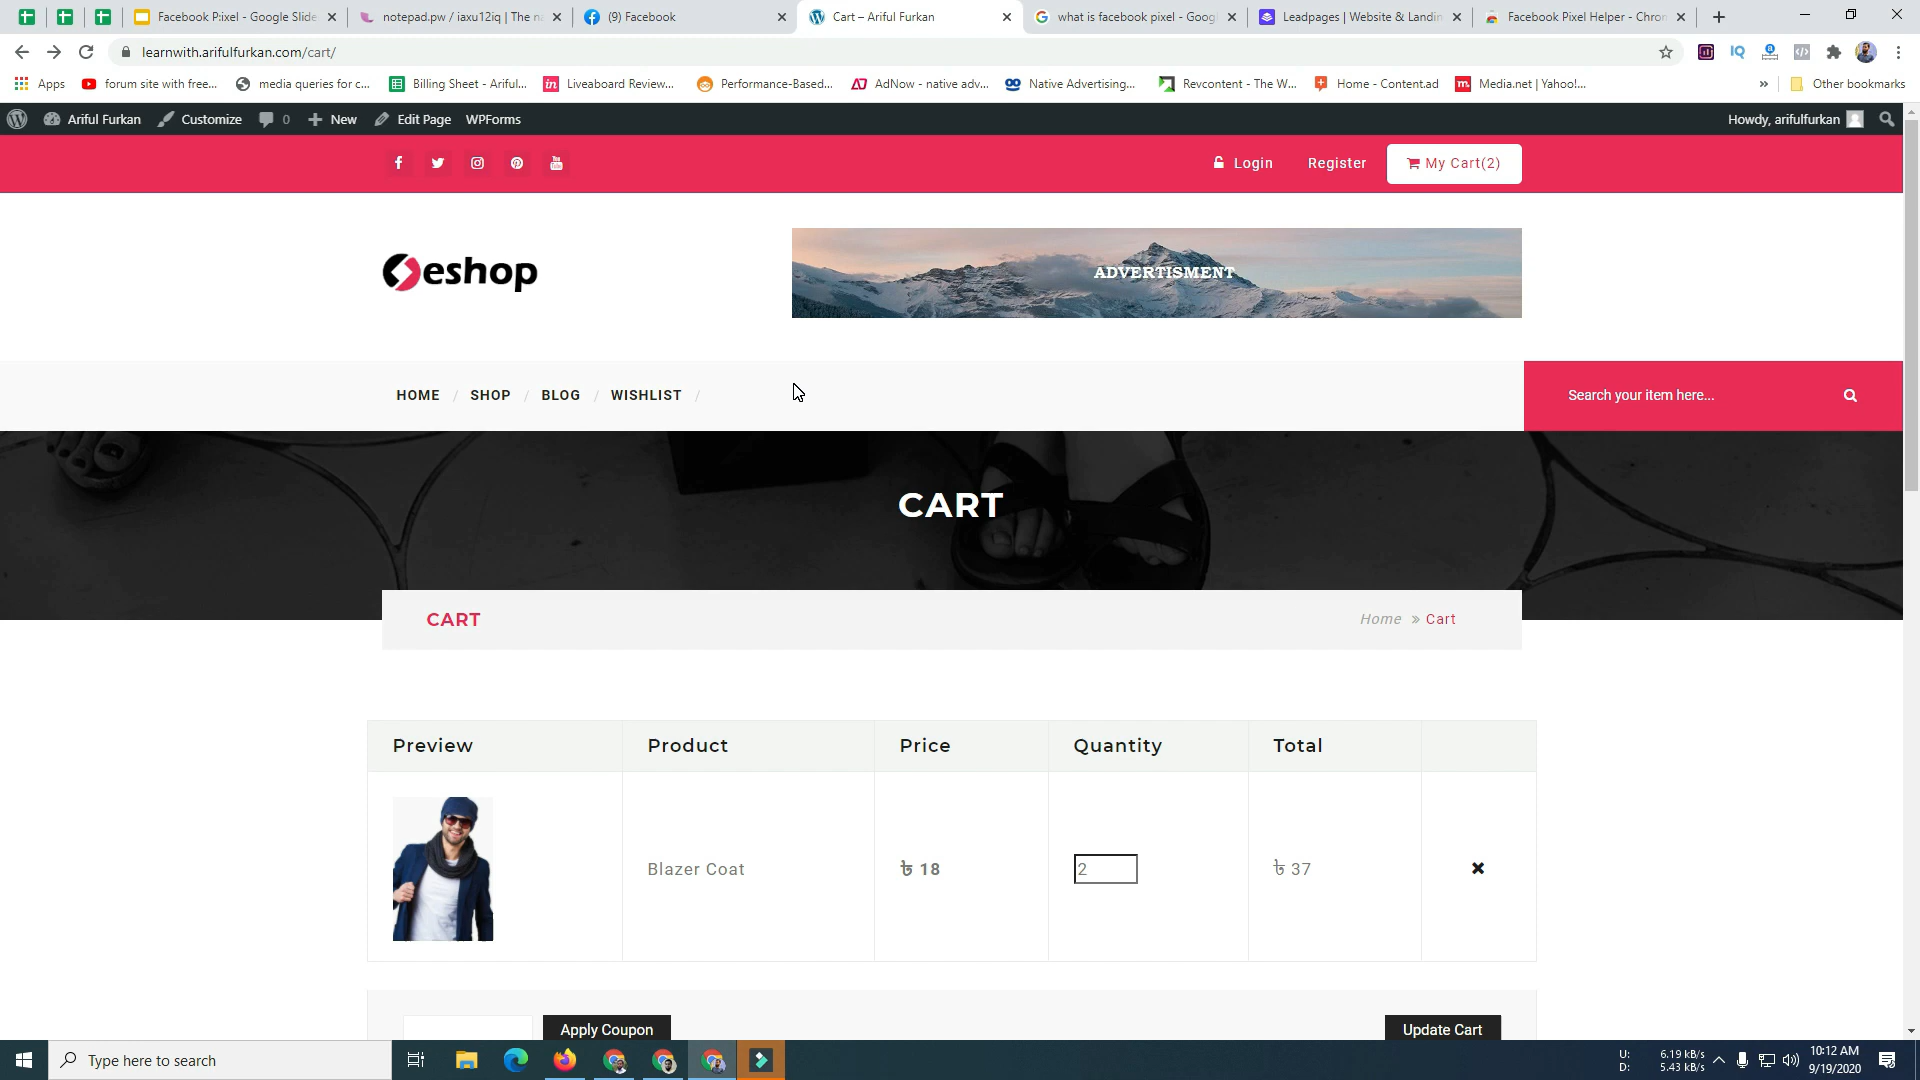 Facebook P:ixel - Google Slide
notepad.pw / iaxu12iq | The n
(9) Facebook
Cart – Ariful Furkan
what is facebook pixel - Goog
Leadpages | Website & Landin
Facebook Pixel Helper - Chron
learnwith.arifulfurkan.com/cart/
Apps
forum site with free...
media queries for c...
Billing Sheet - Ariful...
Liveaboard Review...
Performance-Based...
AdNow - native adv...
Native Advertising...
Revcontent - The W...
Home - Content.ad
Media.net | Yahoo!...
»
Other bookmarks
Ariful Furkan
Customize
0
New
Edit Page
WPForms
Howdy, arifulfurkan
Login
Register
My Cart(2)
eshop
ADVERTISMENT
HOME / SHOP / BLOG / WISHLIST /
Search your item here...
CART
CART
Home » Cart
Preview Product Price Quantity Total
Blazer Coat ৳ 18 2 ৳ 37
Apply Coupon
Update Cart
Type here to search
U: 6.19 kB/s
D: 5.43 kB/s
10:12 AM
9/19/2020